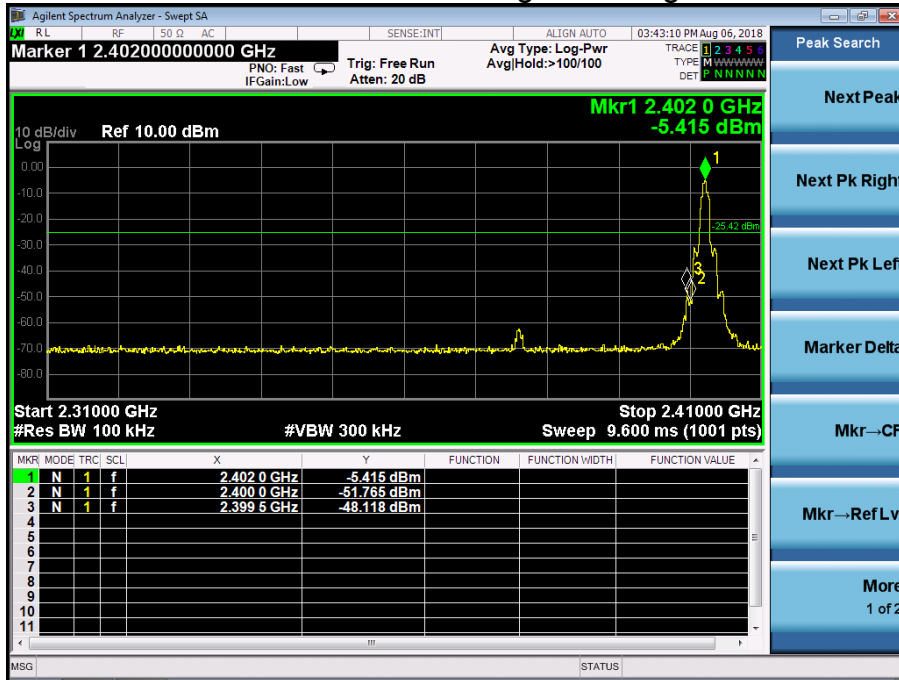 Agilent Spectrum Analyzer - Swept SA
LXI RL RF 50 Ω AC SENSE:INT ALIGN AUTO 03:43:10 PM Aug 06, 2018
Marker 1 2.402000000000 GHz
PNO: Fast
IFGain:Low
Trig: Free Run
Atten: 20 dB
Avg Type: Log-Pwr
Avg|Hold:>100/100
TRACE 1 2 3 4 5 6
TYPE M WWWWW
DET P N N N N N
Peak Search
Mkr1 2.402 0 GHz
-5.415 dBm
10 dB/div Ref 10.00 dBm
Log
0.00
-10.0
-20.0
-30.0
-40.0
-50.0
-60.0
-70.0
-80.0
1
-25.42 dBm
3
2
Start 2.31000 GHz Stop 2.41000 GHz
#Res BW 100 kHz #VBW 300 kHz Sweep 9.600 ms (1001 pts)
MKR MODE TRC SCL X Y FUNCTION FUNCTION WIDTH FUNCTION VALUE
1 N 1 f 2.402 0 GHz -5.415 dBm
2 N 1 f 2.400 0 GHz -51.765 dBm
3 N 1 f 2.399 5 GHz -48.118 dBm
4
5
6
7
8
9
10
11
MSG STATUS
Next Peak
Next Pk Right
Next Pk Left
Marker Delta
Mkr→CF
Mkr→Ref Lv
More
1 of 2